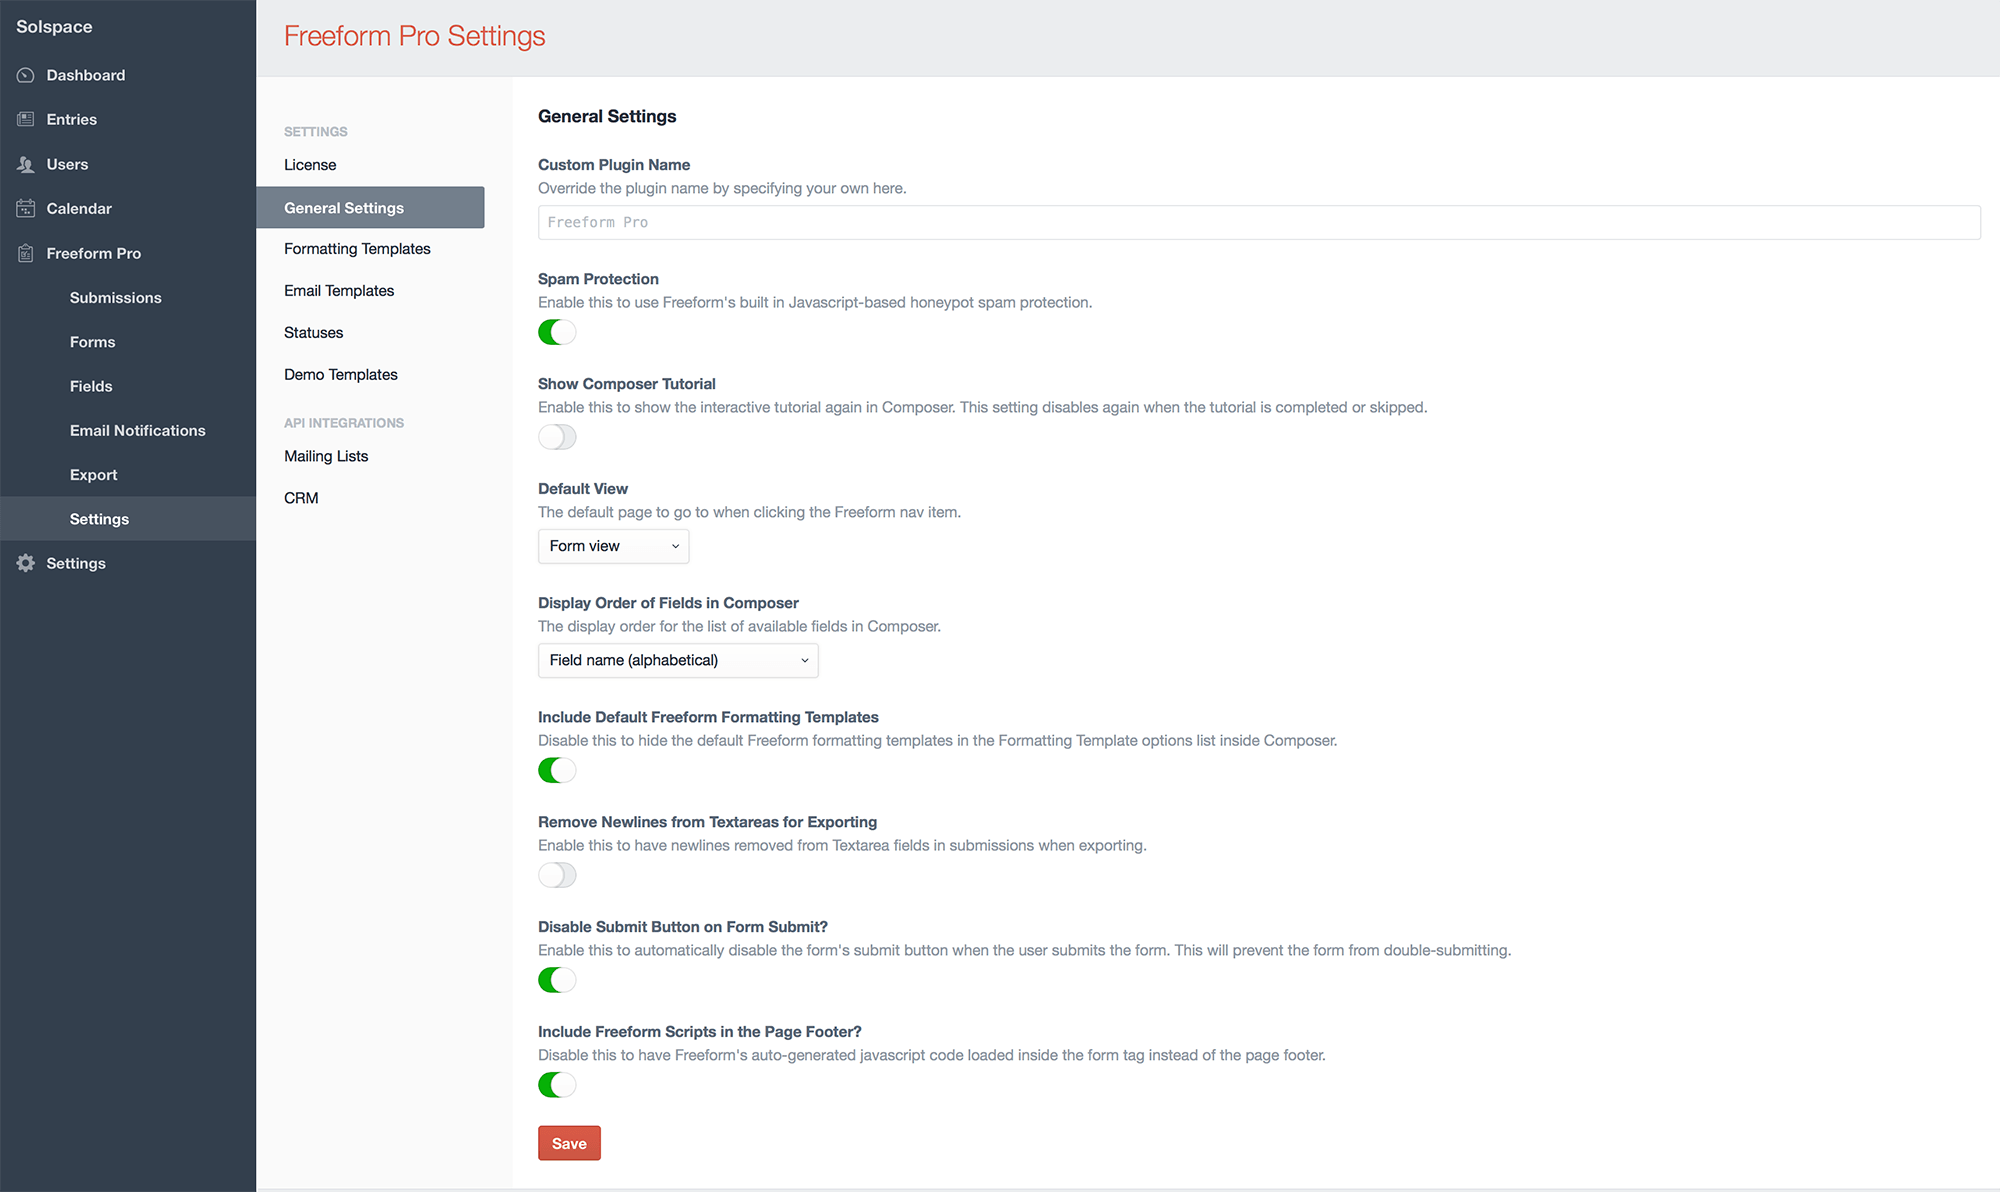 Solspace
Dashboard
Entries
Users
Calendar
Freeform Pro
Submissions
Forms
Fields
Email Notifications
Export
Settings
Settings
Freeform Pro Settings
SETTINGS
License
General Settings
Formatting Templates
Email Templates
Statuses
Demo Templates
API INTEGRATIONS
Mailing Lists
CRM
General Settings
Custom Plugin Name
Override the plugin name by specifying your own here.
Freeform Pro
Spam Protection
Enable this to use Freeform's built in Javascript-based honeypot spam protection.
Show Composer Tutorial
Enable this to show the interactive tutorial again in Composer. This setting disables again when the tutorial is completed or skipped.
Default View
The default page to go to when clicking the Freeform nav item.
Form view
Display Order of Fields in Composer
The display order for the list of available fields in Composer.
Field name (alphabetical)
Include Default Freeform Formatting Templates
Disable this to hide the default Freeform formatting templates in the Formatting Template options list inside Composer.
Remove Newlines from Textareas for Exporting
Enable this to have newlines removed from Textarea fields in submissions when exporting.
Disable Submit Button on Form Submit?
Enable this to automatically disable the form's submit button when the user submits the form. This will prevent the form from double-submitting.
Include Freeform Scripts in the Page Footer?
Disable this to have Freeform's auto-generated javascript code loaded inside the form tag instead of the page footer.
Save